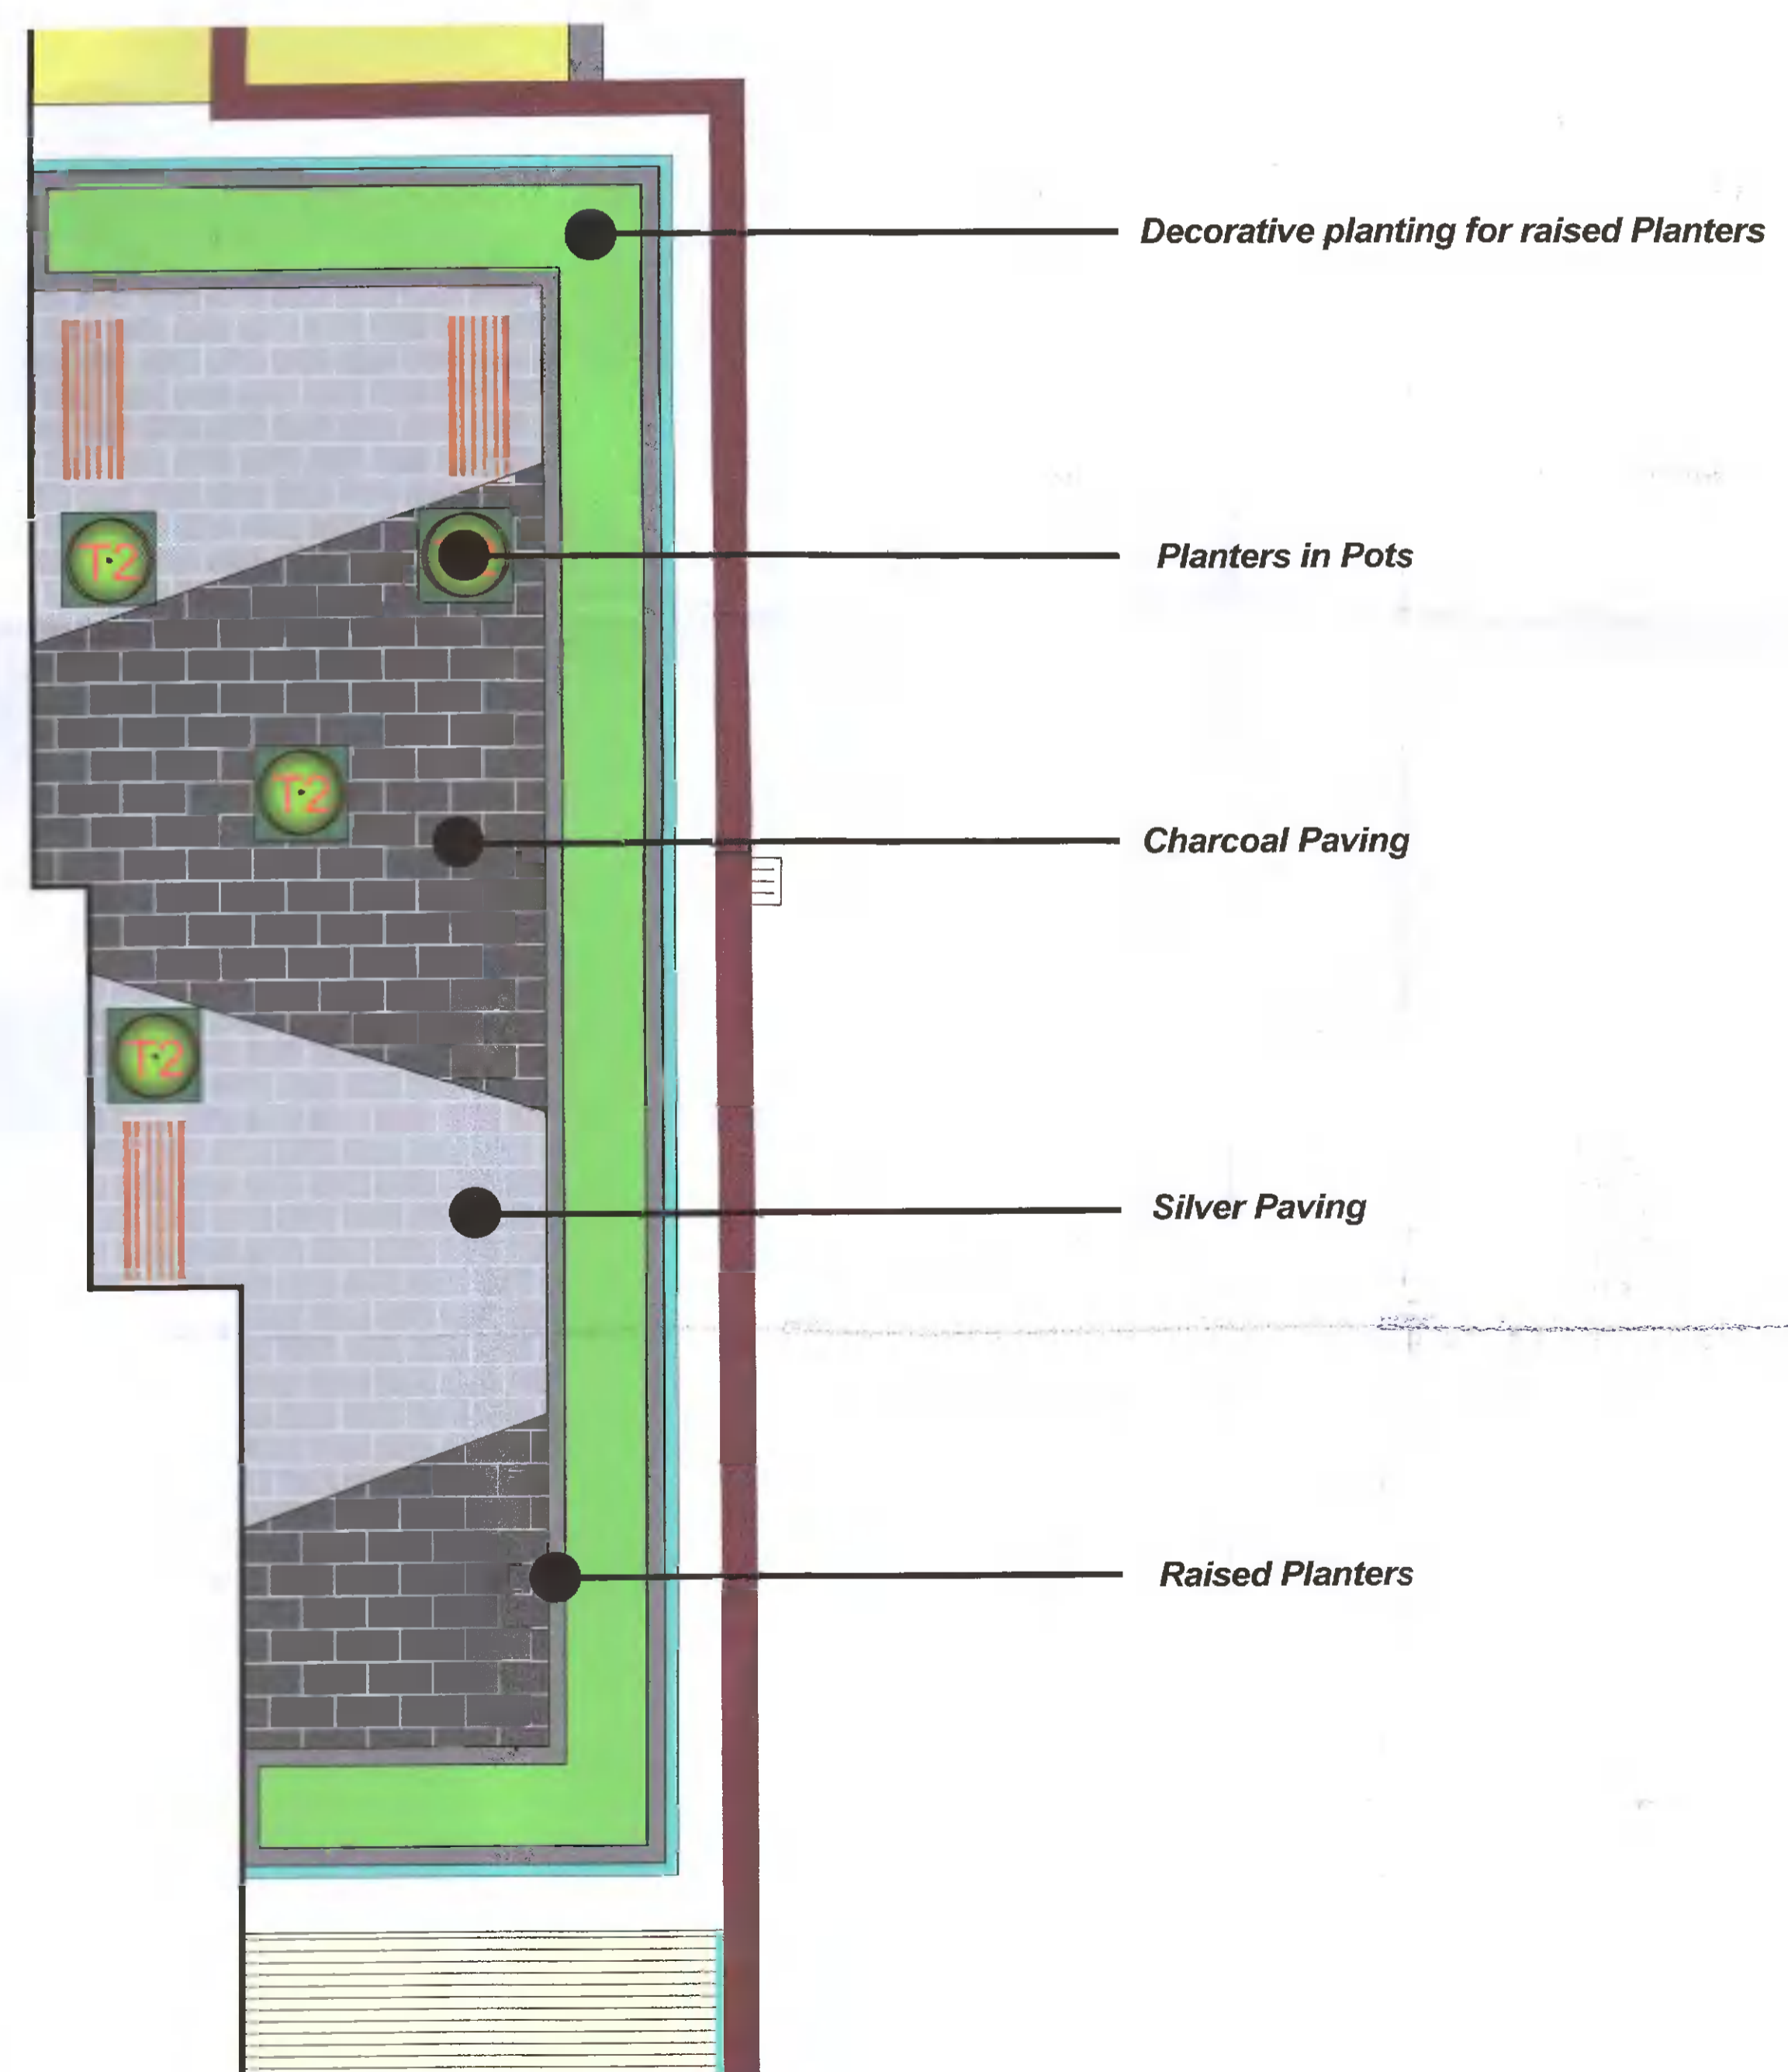 Decorative planting for raised Planters
T2
Planters in Pots
T2
Charcoal Paving
T2
Silver Paving
Raised Planters